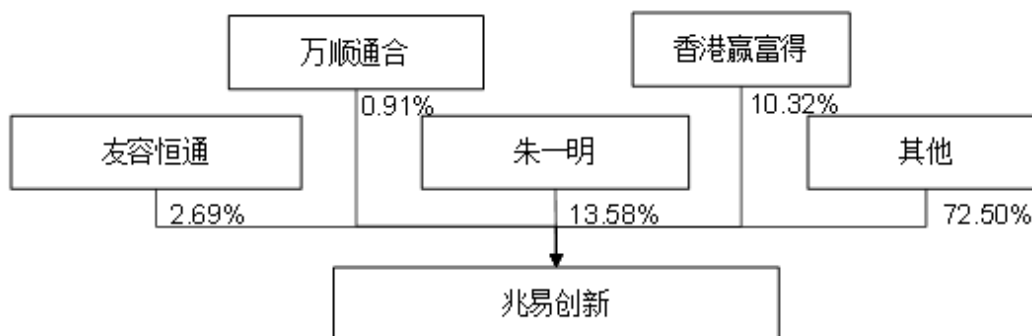 万顺通合
香港赢富得
0.91%
10.32%
友容恒通
朱一明
其他
2.69%
13.58%
72.50%
兆易创新